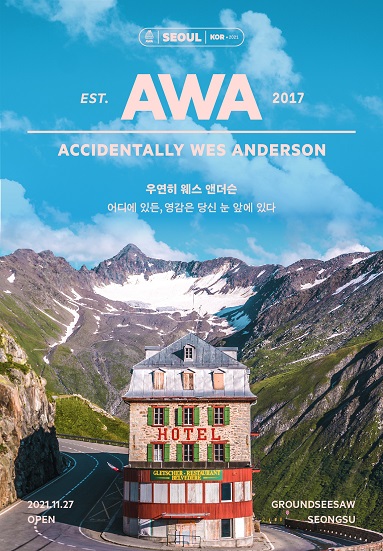 SEOUL KOR • 2021
EST. AWA 2017
ACCIDENTALLY WES ANDERSON
우연히 웨스 앤더슨
어디에 있든, 영감은 당신 눈 앞에 있다
HOTEL
GLETSCHER - RESTAURANT
BELVEDERE
2021.11.27
OPEN
GROUNDSEESAW
SEONGSU